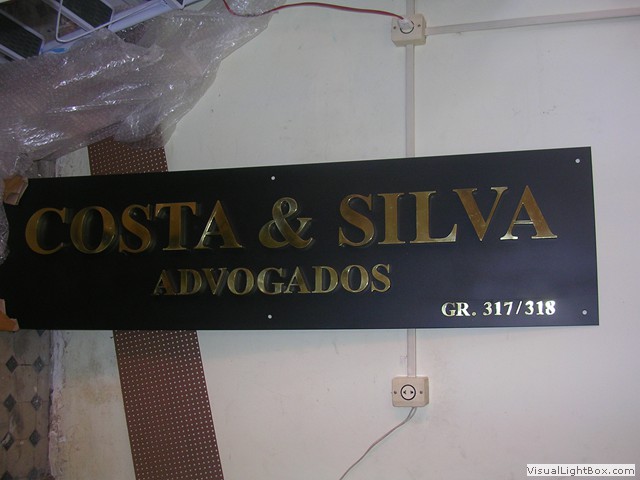 COSTA & SILVA
ADVOGADOS
GR. 317/318
VisualLightBox.com